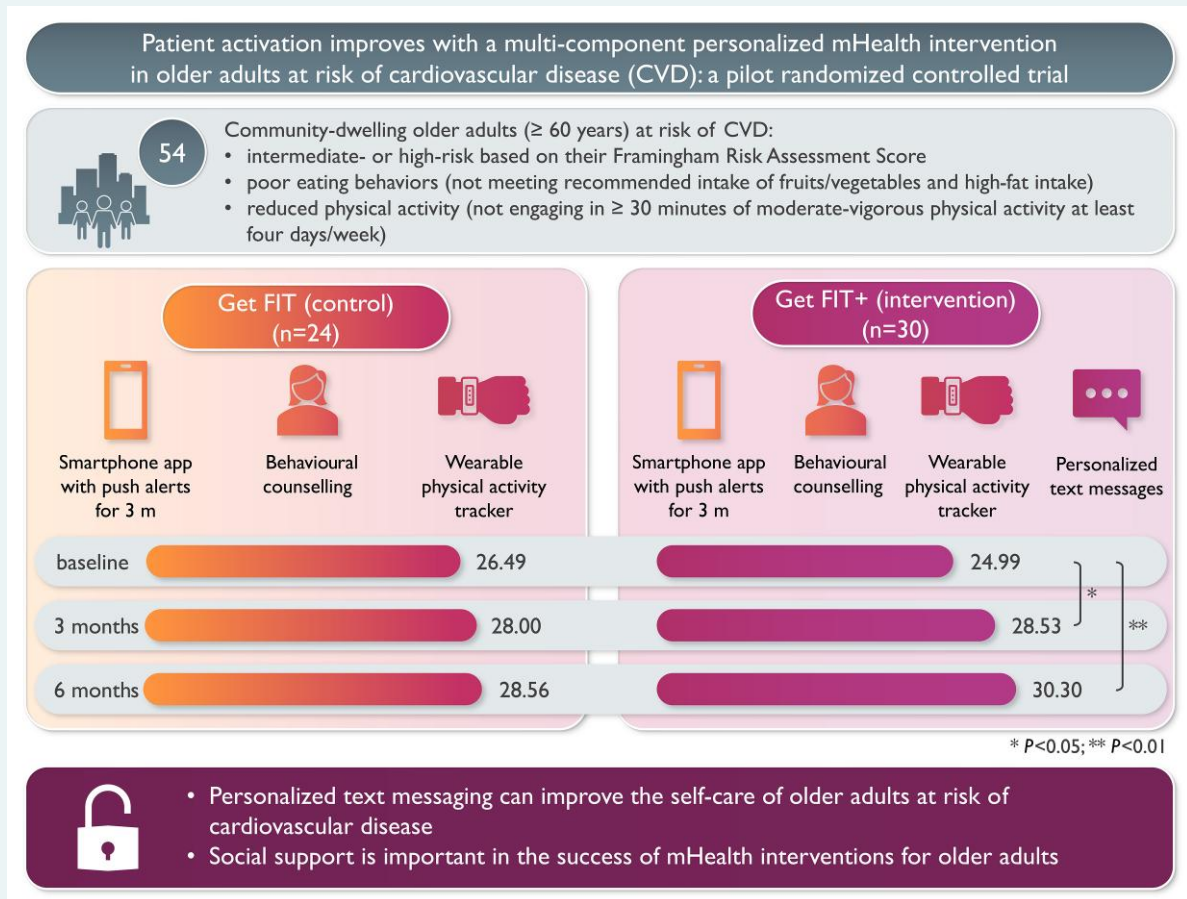 Patient activation improves with a multi-component personalized mHealth intervention
in older adults at risk of cardiovascular disease (CVD): a pilot randomized controlled trial
54
Community-dwelling older adults (≥ 60 years) at risk of CVD:
• intermediate- or high-risk based on their Framingham Risk Assessment Score
• poor eating behaviors (not meeting recommended intake of fruits/vegetables and high-fat intake)
• reduced physical activity (not engaging in ≥ 30 minutes of moderate-vigorous physical activity at least
four days/week)
Get FIT (control)
(n=24)
Smartphone app
with push alerts
for 3 m
Behavioural
counselling
Wearable
physical activity
tracker
Get FIT+ (intervention)
(n=30)
Smartphone app
with push alerts
for 3 m
Behavioural
counselling
Wearable
physical activity
tracker
Personalized
text messages
baseline 26.49 24.99
*
3 months 28.00 28.53
**
6 months 28.56 30.30
* P<0.05; ** P<0.01
• Personalized text messaging can improve the self-care of older adults at risk of
cardiovascular disease
• Social support is important in the success of mHealth interventions for older adults